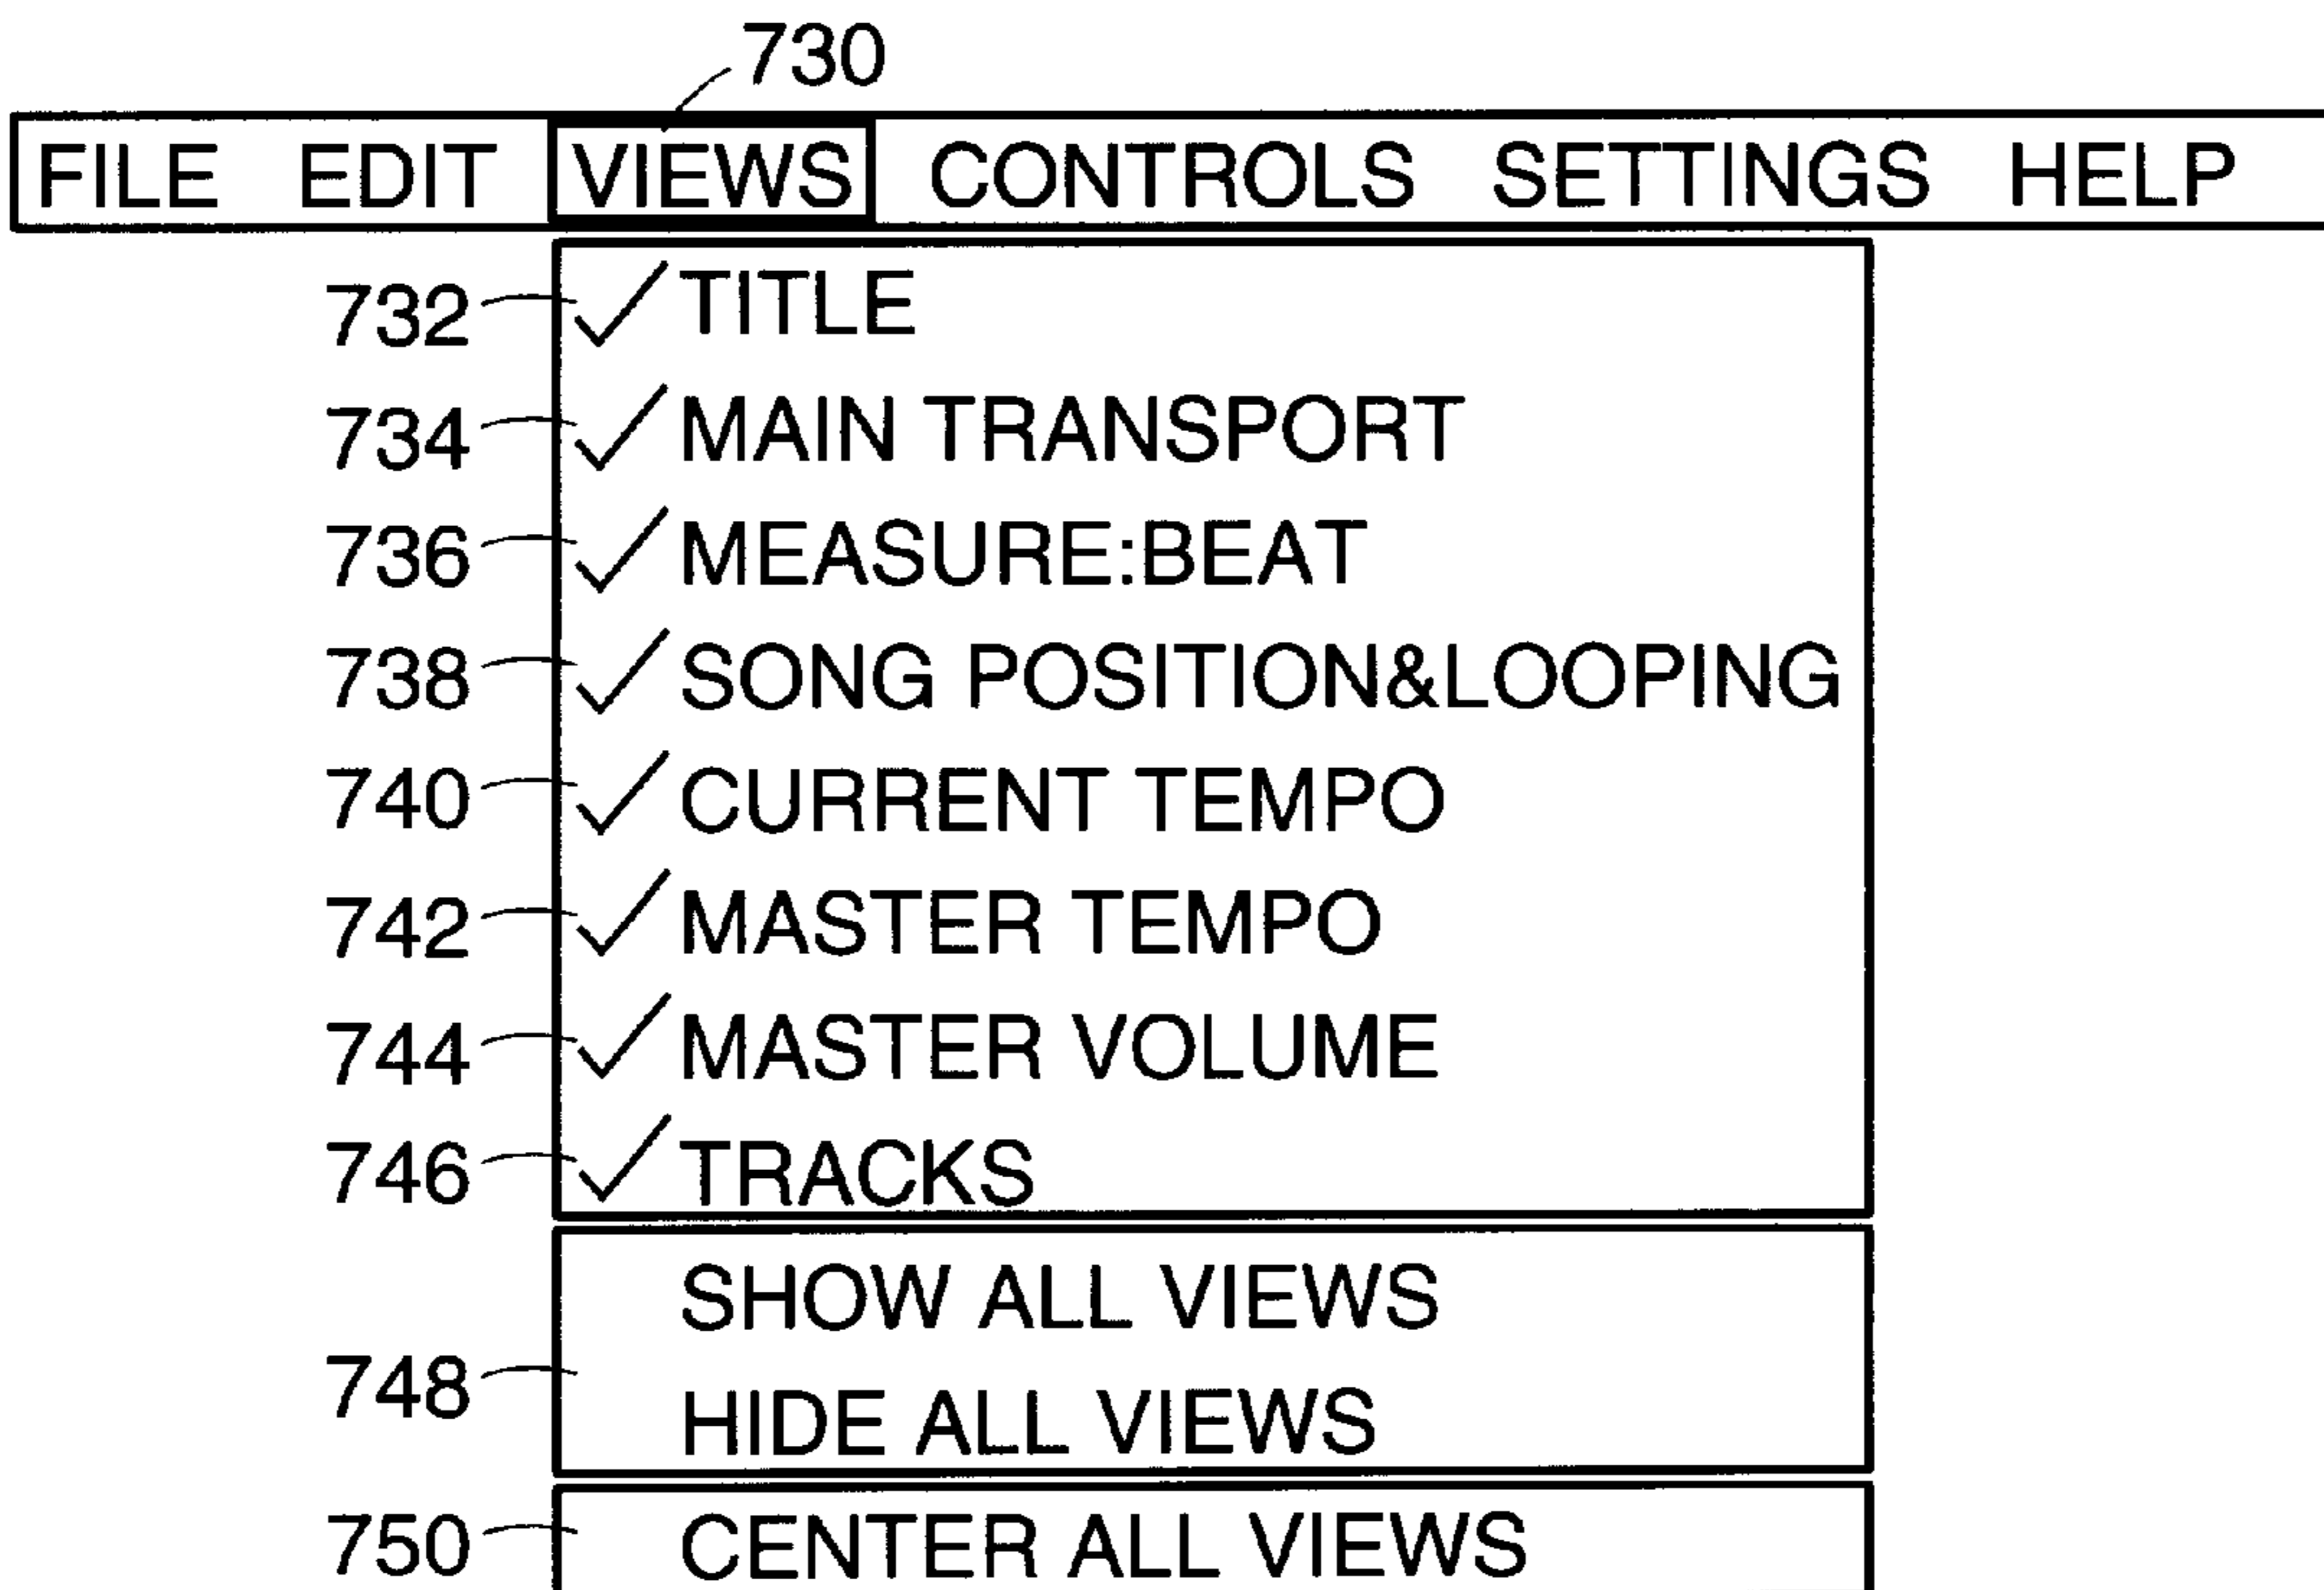 730
FILE EDIT VIEWS CONTROLS SETTINGS HELP
732 TITLE
734 MAIN TRANSPORT
736 MEASURE:BEAT
738 SONG POSITION&LOOPING
740 CURRENT TEMPO
742 MASTER TEMPO
744 MASTER VOLUME
746 TRACKS
SHOW ALL VIEWS
748
HIDE ALL VIEWS
750 CENTER ALL VIEWS